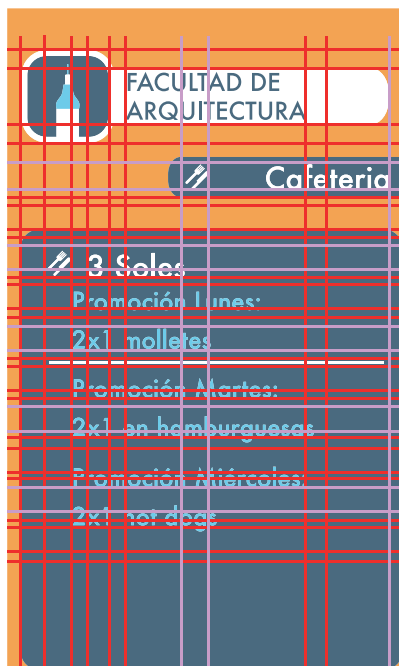 FACULTAD DE
ARQUITECTURA
Cafeteria
3 Soles
Promoción Lunes:
2x1 molletes
Promoción Martes:
2x1 en hamburguesas
Promoción Miércoles:
2x1 hot dogs